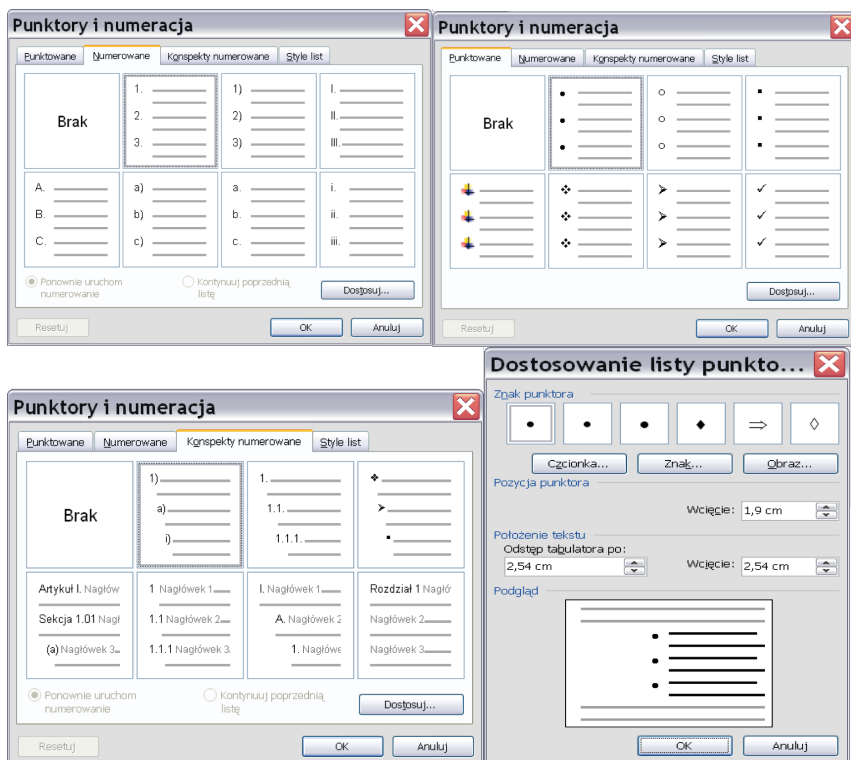 Punktory i numeracja
Punktowane Numerowane Konspekty numerowane Style list
Brak
1.
2.
3.
1)
2)
3)
I.
II.
III.
A.
B.
C.
a)
b)
c)
a.
b.
c.
i.
ii.
iii.
Ponownie uruchom numerowanie
Kontynuuj poprzednią listę
Dostosuj...
Resetuj OK Anuluj
Punktory i numeracja
Punktowane Numerowane Konspekty numerowane Style list
Brak
Dostosuj...
Resetuj OK Anuluj
Punktory i numeracja
Punktowane Numerowane Konspekty numerowane Style list
Brak
1)
a)
i)
1.
1.1.
1.1.1.
Artykuł I. Nagłów
Sekcja 1.01 Nagł
(a) Nagłówek 3
1 Nagłówek 1
1.1 Nagłówek 2
1.1.1 Nagłówek 3
I. Nagłówek 1
A. Nagłówek 2
1. Nagłówe
Rozdział 1 Nagłó
Nagłówek 2
Nagłówek 3
Ponownie uruchom numerowanie
Kontynuuj poprzednią listę
Dostosuj...
Resetuj OK Anuluj
Dostosowanie listy punkto...
Znak punktora
Czcionka... Znak... Obraz...
Pozycja punktora
Wcięcie: 1,9 cm
Położenie tekstu
Odstęp tabulatora po:
2,54 cm Wcięcie: 2,54 cm
Podgląd
OK Anuluj